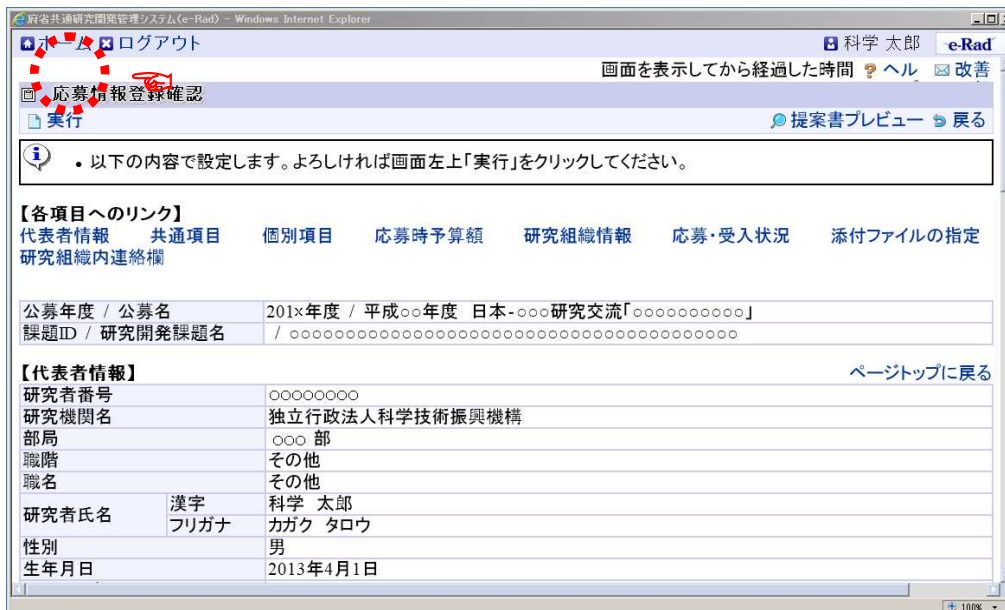 府省共通研究開発管理システム(e-Rad) - Windows Internet Explorer
ホーム ログアウト 科学 太郎 e-Rad
画面を表示してから経過した時間 ヘル 改善
応募情報登録確認
実行 提案書プレビュー 戻る
• 以下の内容で設定します。よろしければ画面左上「実行」をクリックしてください。
【各項目へのリンク】
代表者情報 共通項目 個別項目 応募時予算額 研究組織情報 応募・受入状況 添付ファイルの指定
研究組織内連絡欄
公募年度 / 公募名 201×年度 / 平成○○年度 日本-○○○研究交流「○○○○○○○○○○」
課題ID / 研究開発課題名 / ○○○○○○○○○○○○○○○○○○○○○○○○○○○○○○○○○○○○○○
【代表者情報】 ページトップに戻る
研究者番号 ○○○○○○○○
研究機関名 独立行政法人科学技術振興機構
部局 ○○○ 部
職階 その他
職名 その他
研究者氏名 漢字 科学 太郎
フリガナ カガク タロウ
性別 男
生年月日 2013年4月1日
100%